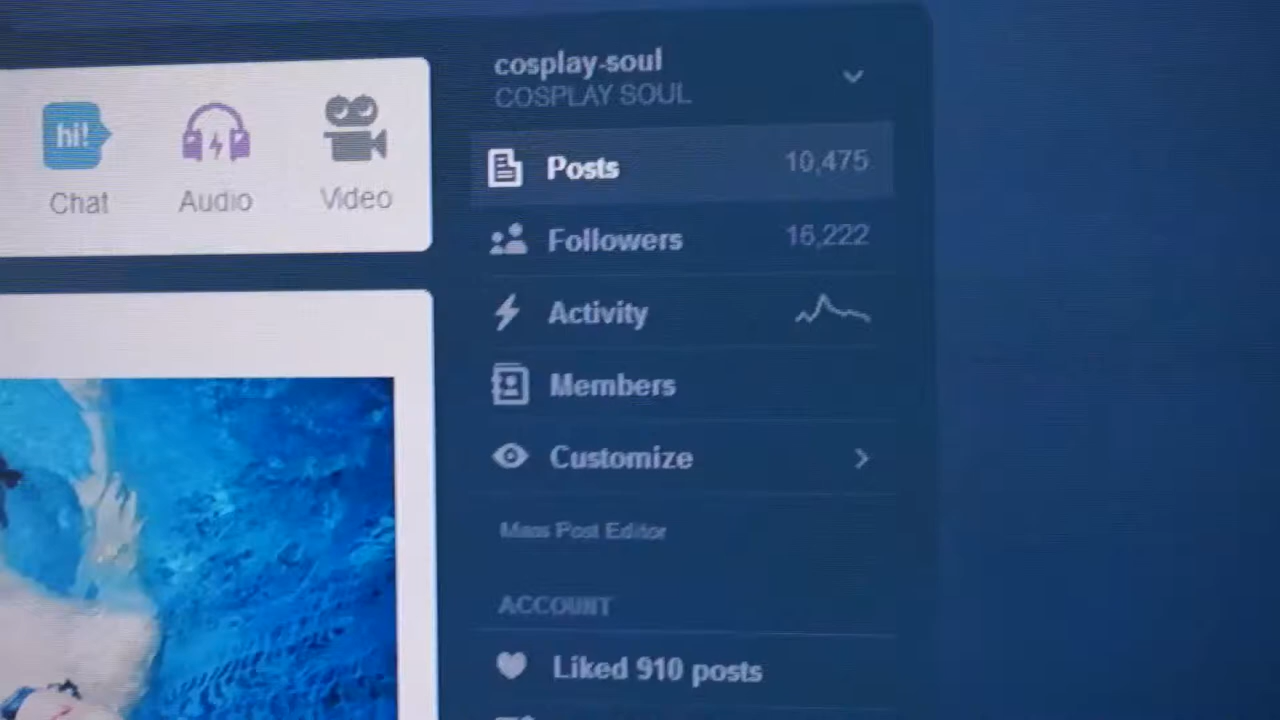 cosplay-soul
COSPLAY SOUL
hi!
Chat
Audio
Video
Posts 10,475
Followers 16,222
Activity
Members
Customize
Mass Post Editor
ACCOUNT
Liked 910 posts